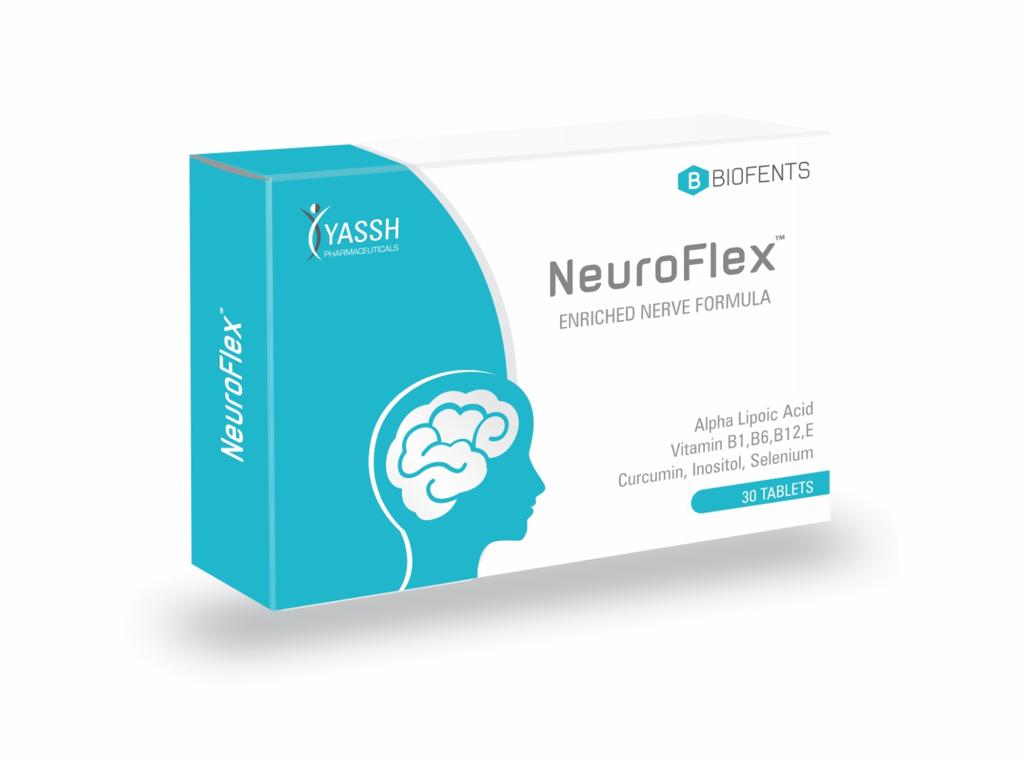 NeuroFlex™
YASSH
PHARMACEUTICALS
B BIOFENTS
NeuroFlex™
ENRICHED NERVE FORMULA
Alpha Lipoic Acid
Vitamin B1,B6,B12,E
Curcumin, Inositol, Selenium
30 TABLETS